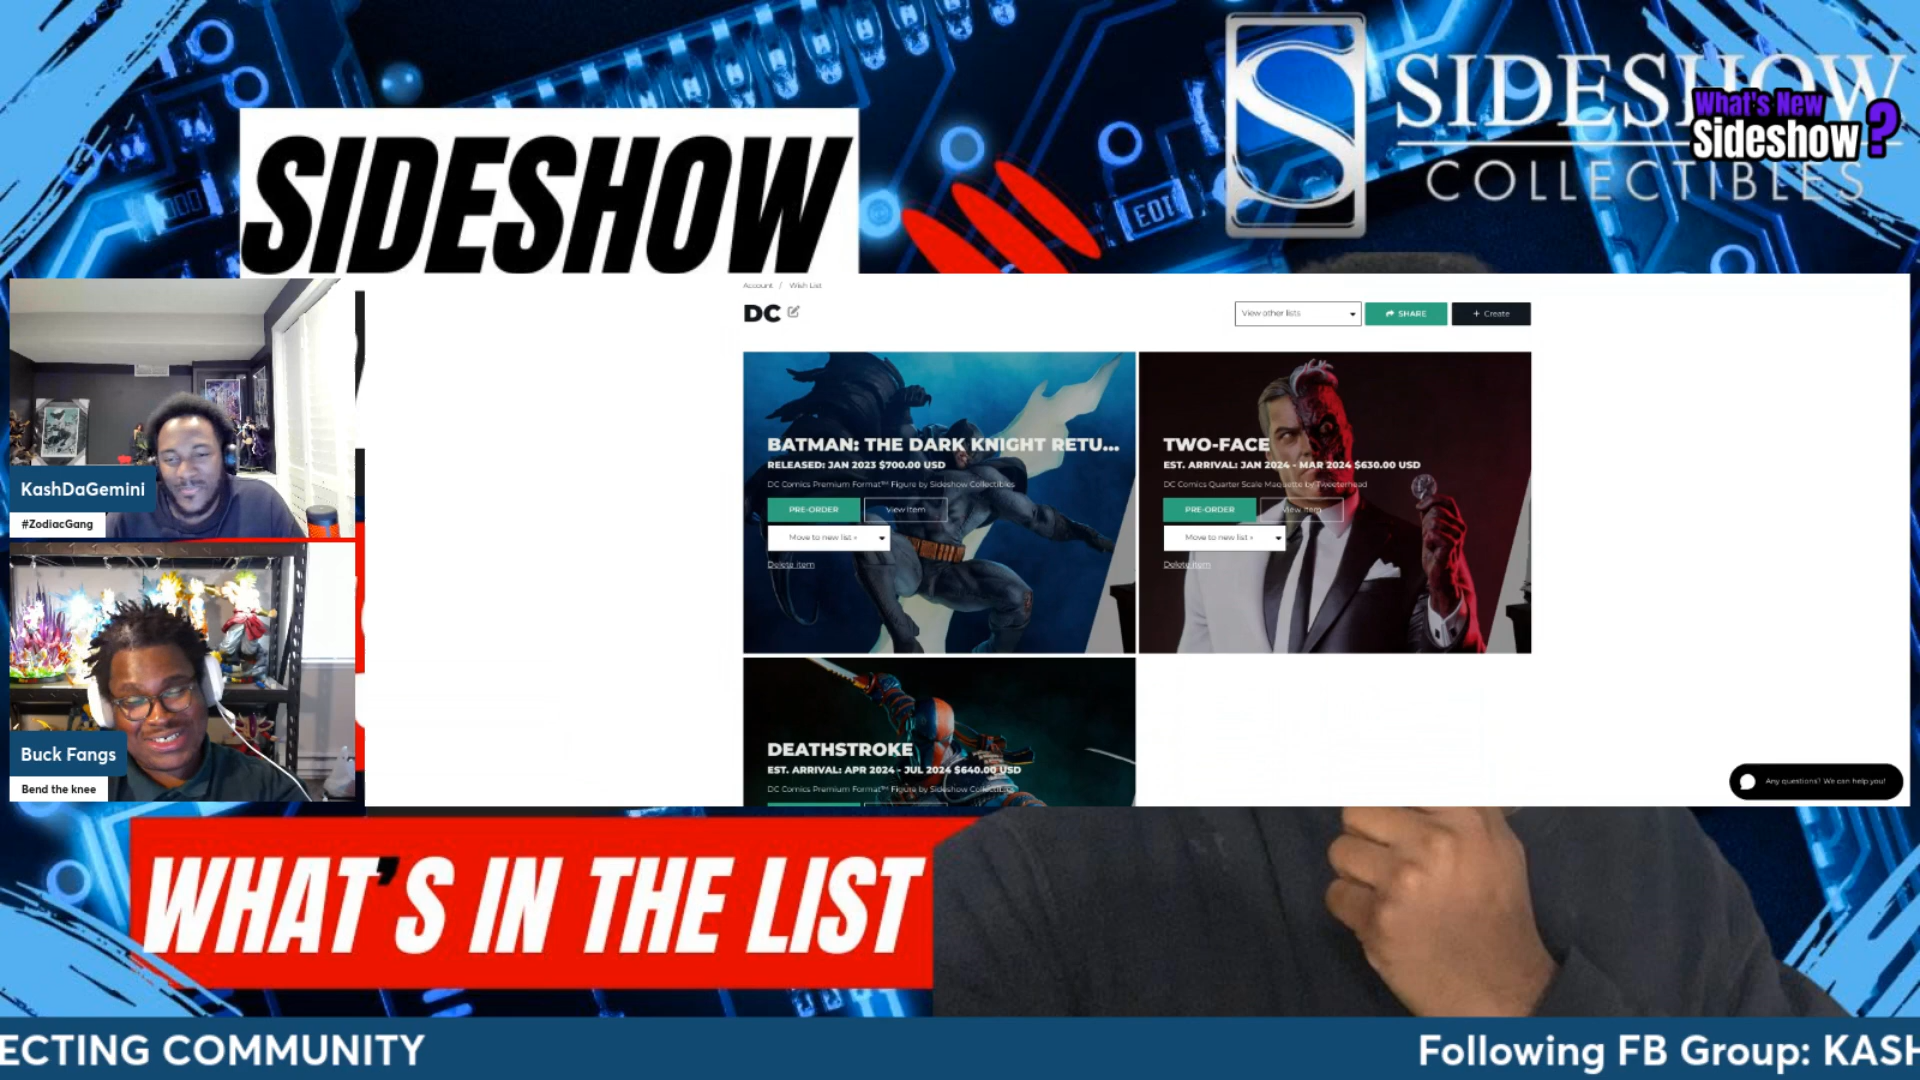 SIDESHOW
SIDESHOW
COLLECTIBLES
What's New
Sideshow?
EOI
Account / Wish List
DC
View other lists
SHARE
+ Create
BATMAN: THE DARK KNIGHT RETU...
RELEASED: JAN 2023 $700.00 USD
DC Comics Premium Format™ Figure by Sideshow Collectibles
PRE-ORDER
View Item
Move to new list »
Delete item
TWO-FACE
EST. ARRIVAL: JAN 2024 - MAR 2024 $630.00 USD
DC Comics Quarter Scale Maquette by Tweeterhead
PRE-ORDER
View Item
Move to new list »
Delete item
DEATHSTROKE
EST. ARRIVAL: APR 2024 - JUL 2024 $640.00 USD
DC Comics Premium Format™ Figure by Sideshow Collectibles
Any questions? We can help you!
KashDaGemini
#ZodiacGang
Buck Fangs
Bend the knee
WHAT'S IN THE LIST
ECTING COMMUNITY
Following FB Group: KASH